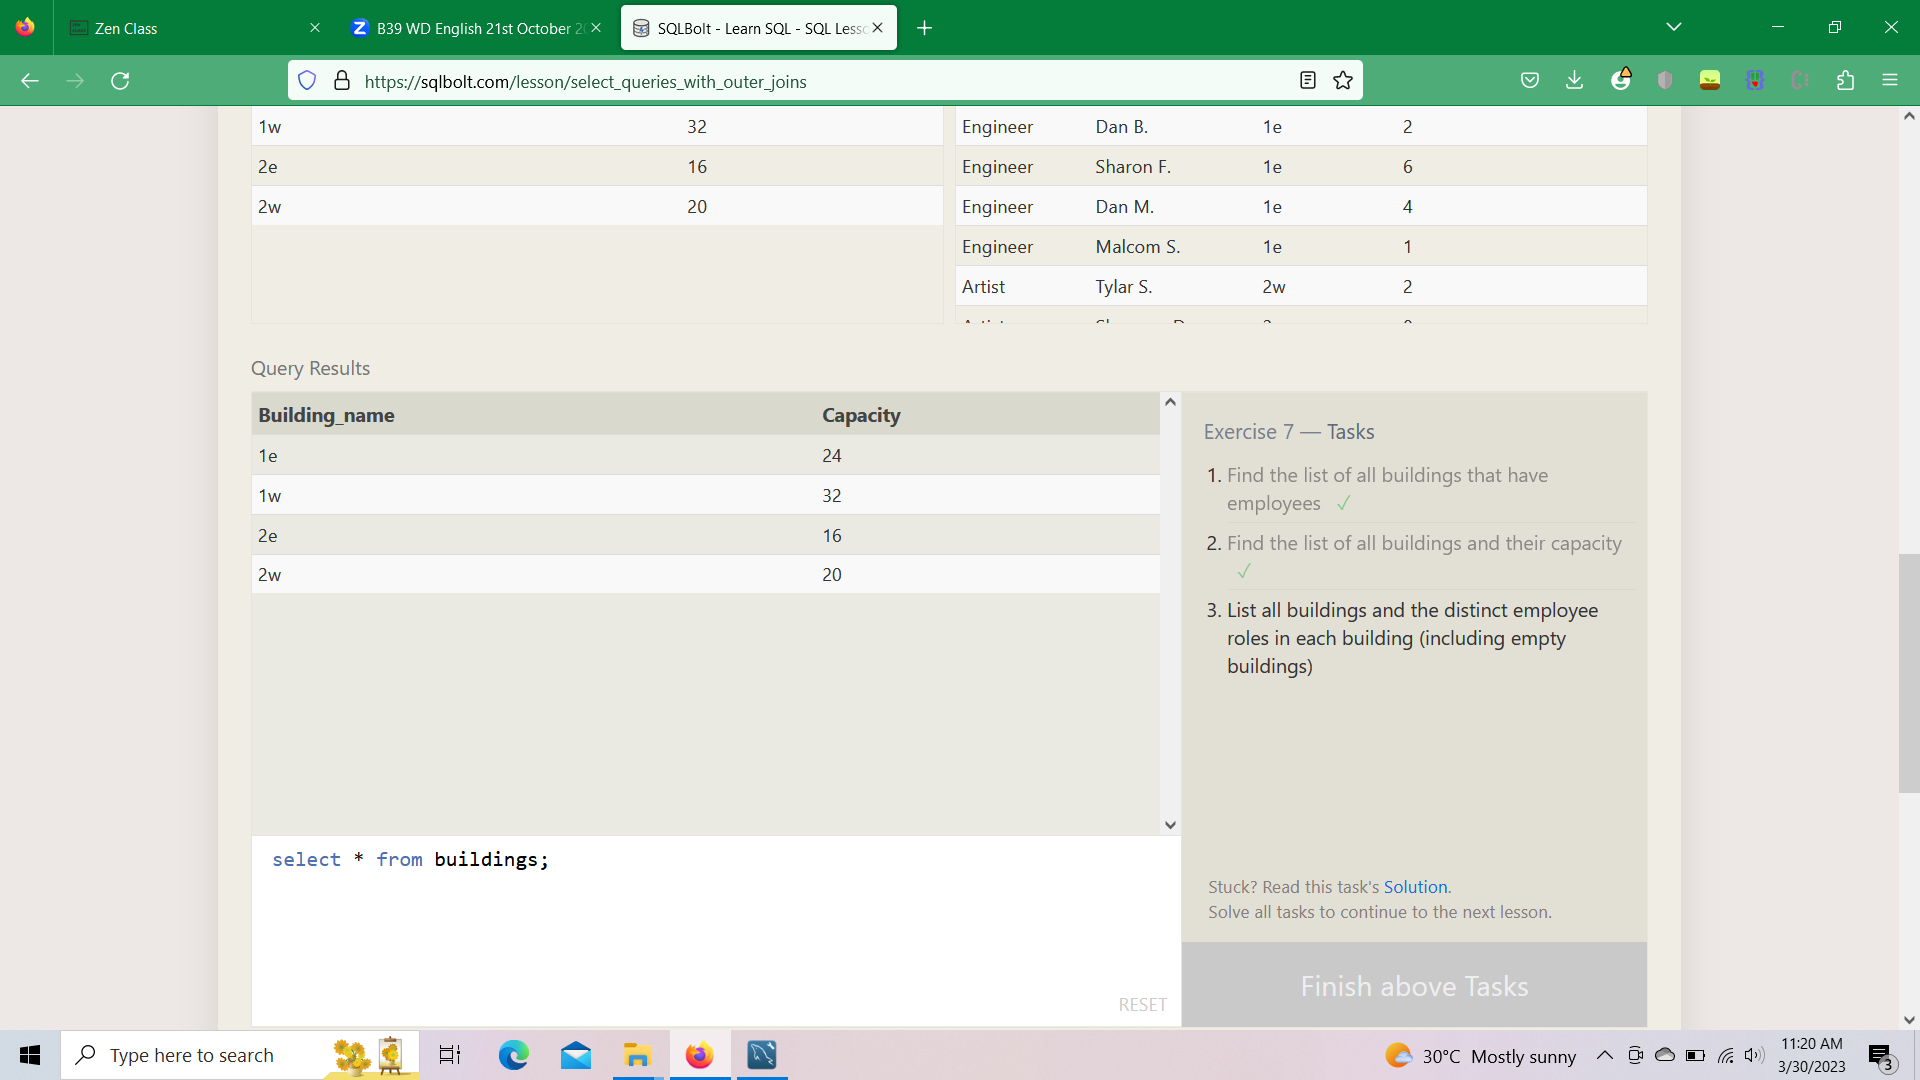 Zen Class
B39 WD English 21st October 2
SQLBolt - Learn SQL - SQL Less
https://sqlbolt.com/lesson/select_queries_with_outer_joins
1w 32
2e 16
2w 20
Engineer Dan B. 1e 2
Engineer Sharon F. 1e 6
Engineer Dan M. 1e 4
Engineer Malcom S. 1e 1
Artist Tylar S. 2w 2
Query Results
Building_name Capacity
1e 24
1w 32
2e 16
2w 20
Exercise 7 — Tasks
1. Find the list of all buildings that have
employees ✓
2. Find the list of all buildings and their capacity
✓
3. List all buildings and the distinct employee
roles in each building (including empty
buildings)
select * from buildings;
RESET
Stuck? Read this task's Solution.
Solve all tasks to continue to the next lesson.
Finish above Tasks
Type here to search
30°C Mostly sunny
11:20 AM
3/30/2023
3